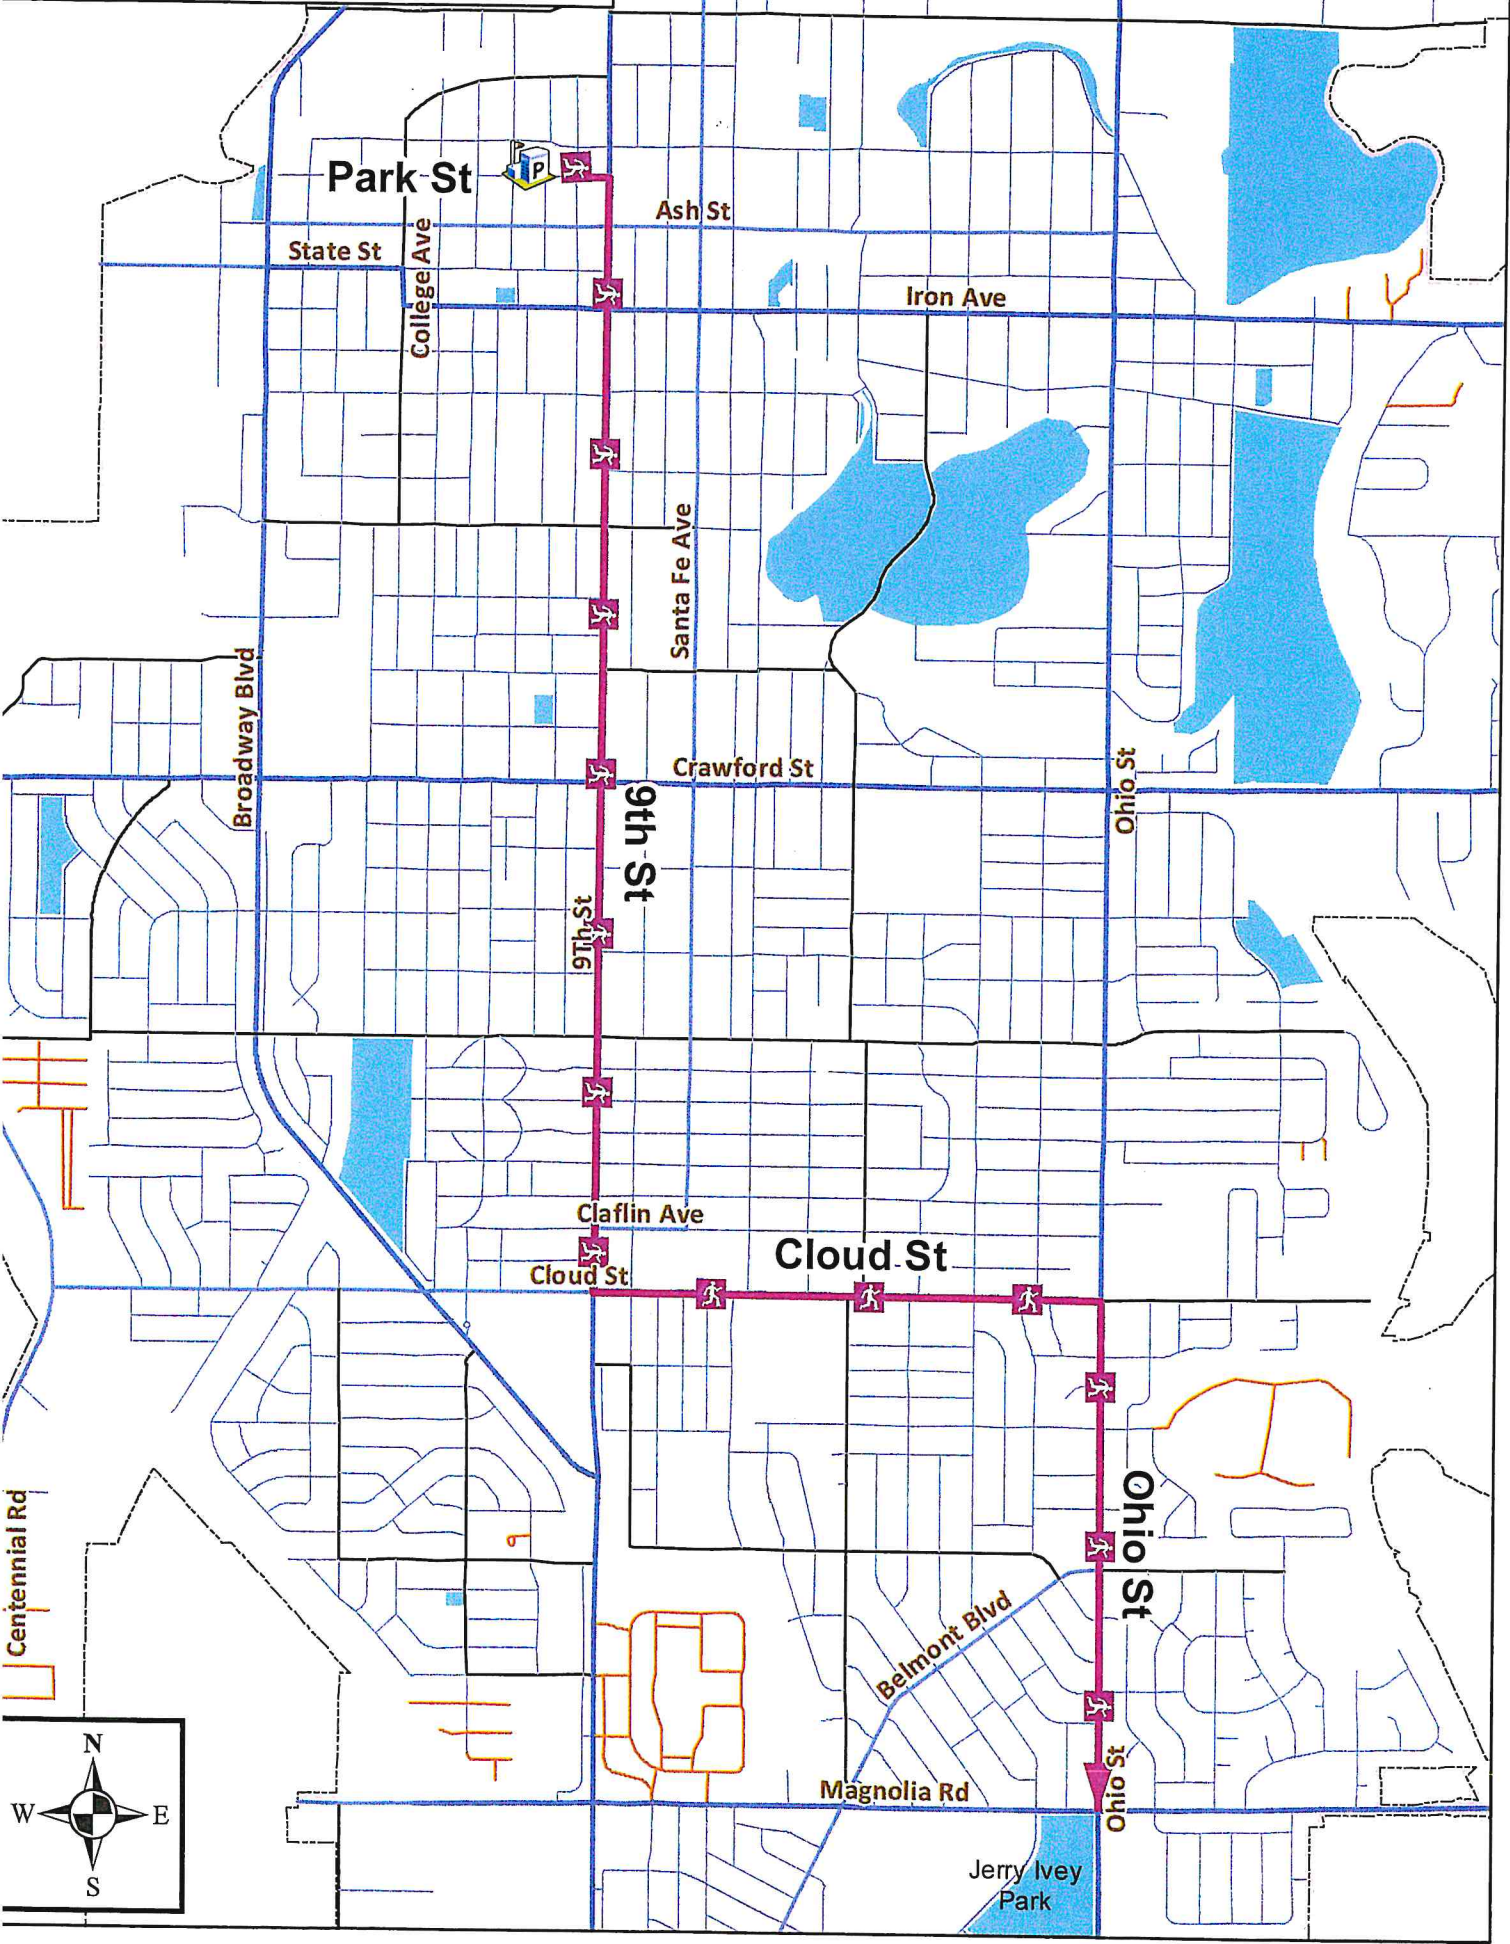 P
Park St
Ash St
State St
College Ave
Iron Ave
Santa Fe Ave
Broadway Blvd
Crawford St
Ohio St
9th St
9Th St
Claflin Ave
Cloud St
Cloud St
Ohio St
Centennial Rd
Belmont Blvd
Magnolia Rd
Ohio St
Jerry Ivey
Park
N
W
E
S